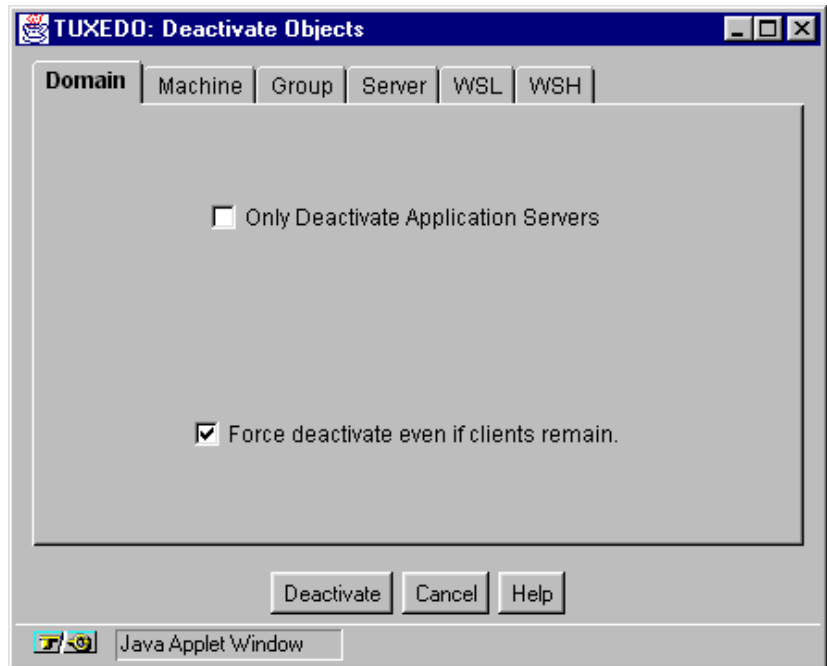 TUXEDO: Deactivate Objects
Domain Machine Group Server WSL WSH
Only Deactivate Application Servers
Force deactivate even if clients remain.
Deactivate Cancel Help
Java Applet Window